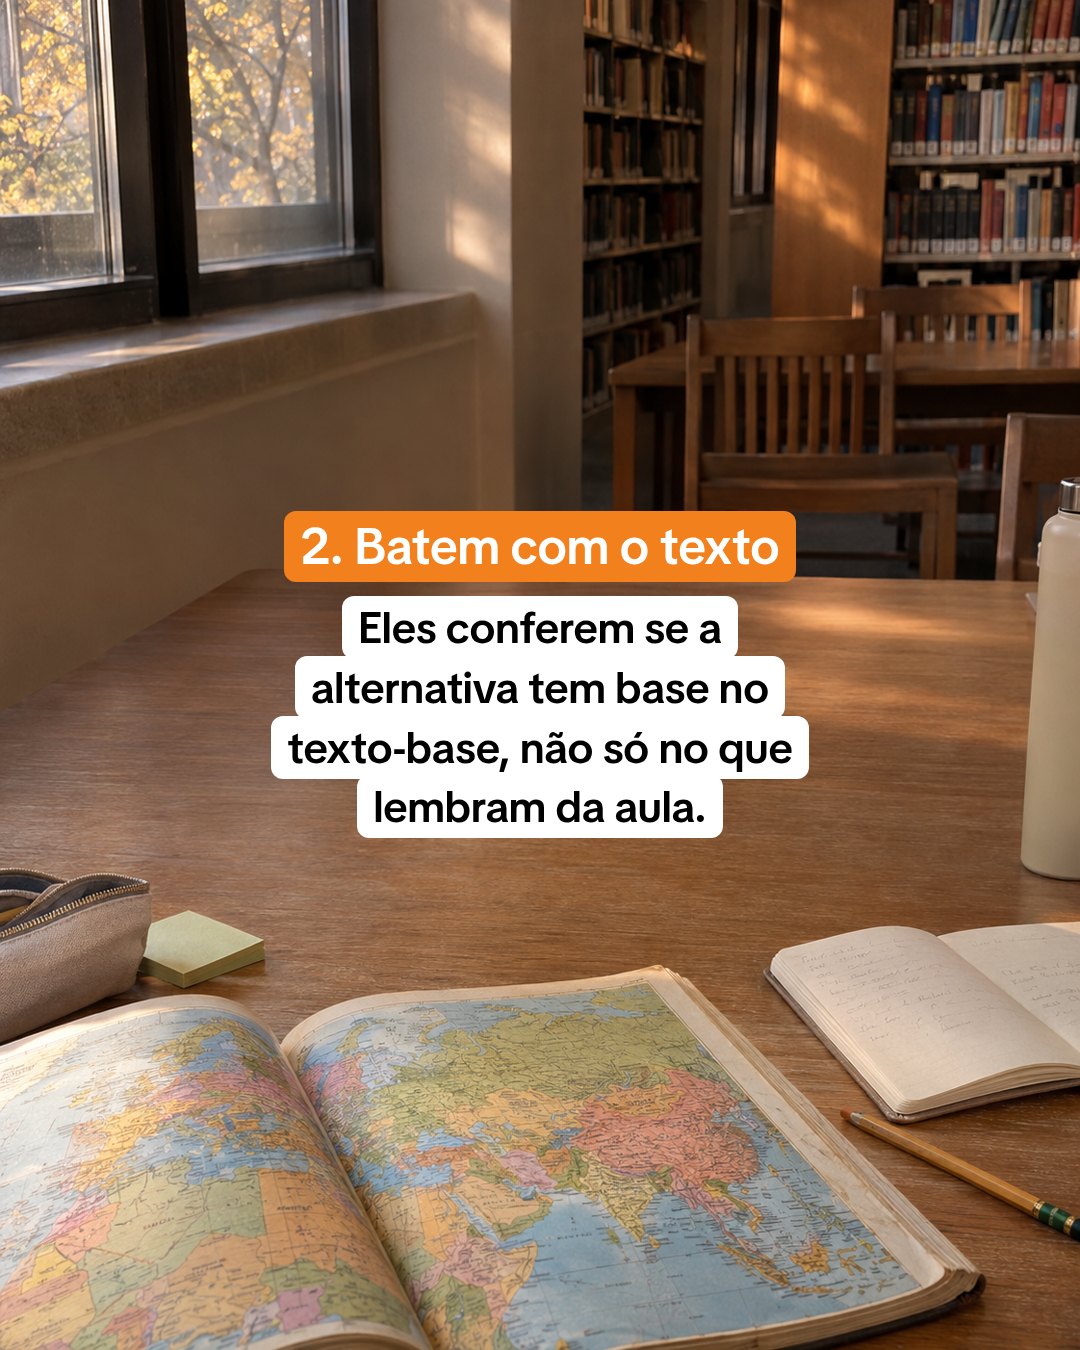 2. Batem com o texto
Eles conferem se a
alternativa tem base no
texto-base, não só no que
lembram da aula.